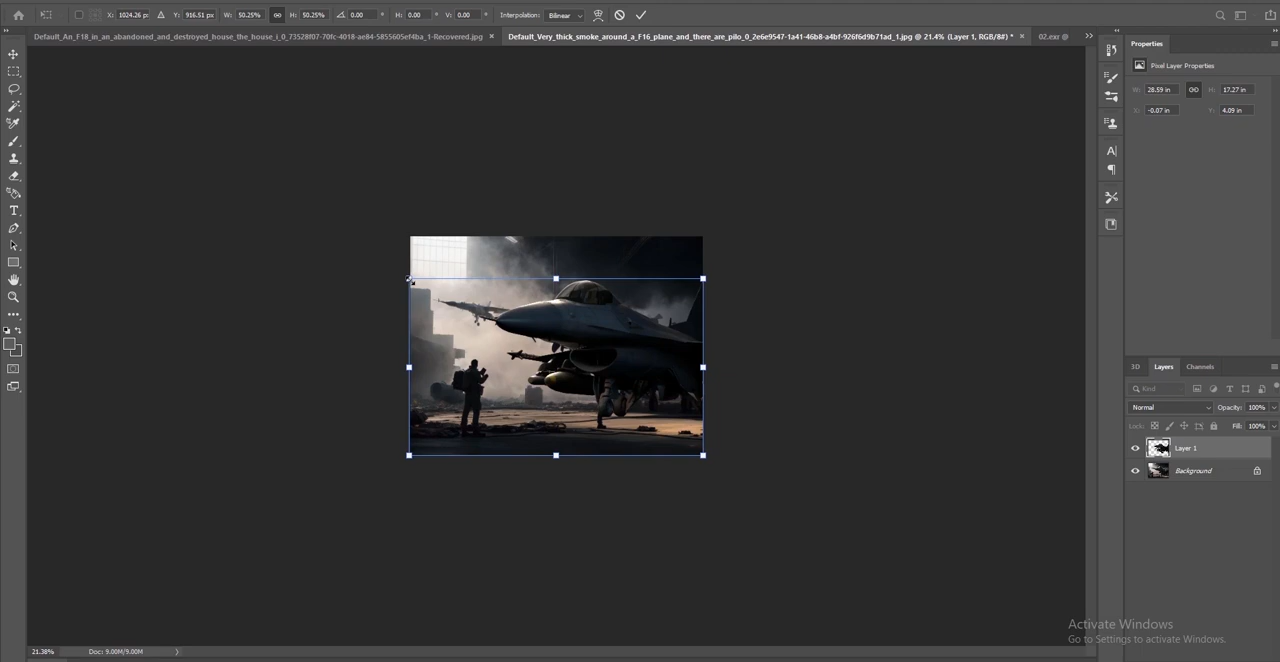 X: 1024.26 px Y: 916.51 px W: 50.25% H: 50.25% 0.00 H: 0.00 V: 0.00 Interpolation: Bilinear
Default_An_F18_in_an_abandoned_and_destroyed_house_the_house_i_0_73528f07-70fc-4018-ae84-5855605ef4ba_1-Recovered.jpg × Default_Very_thick_smoke_around_a_F16_plane_and_there_are_pilo_0_2e6e9547-1a41-46b8-a4bf-926f6d9b71ad_1.jpg @ 21.4% (Layer 1, RGB/8#) * × 02.exr @
Properties
Pixel Layer Properties
W: 28.59 in H: 17.27 in
X: -0.07 in Y: 4.09 in
3D Layers Channels
Kind
Normal Opacity: 100%
Lock: Fill: 100%
Layer 1
Background
Activate Windows
Go to Settings to activate Windows.
21.38% Doc: 9.00M/9.00M